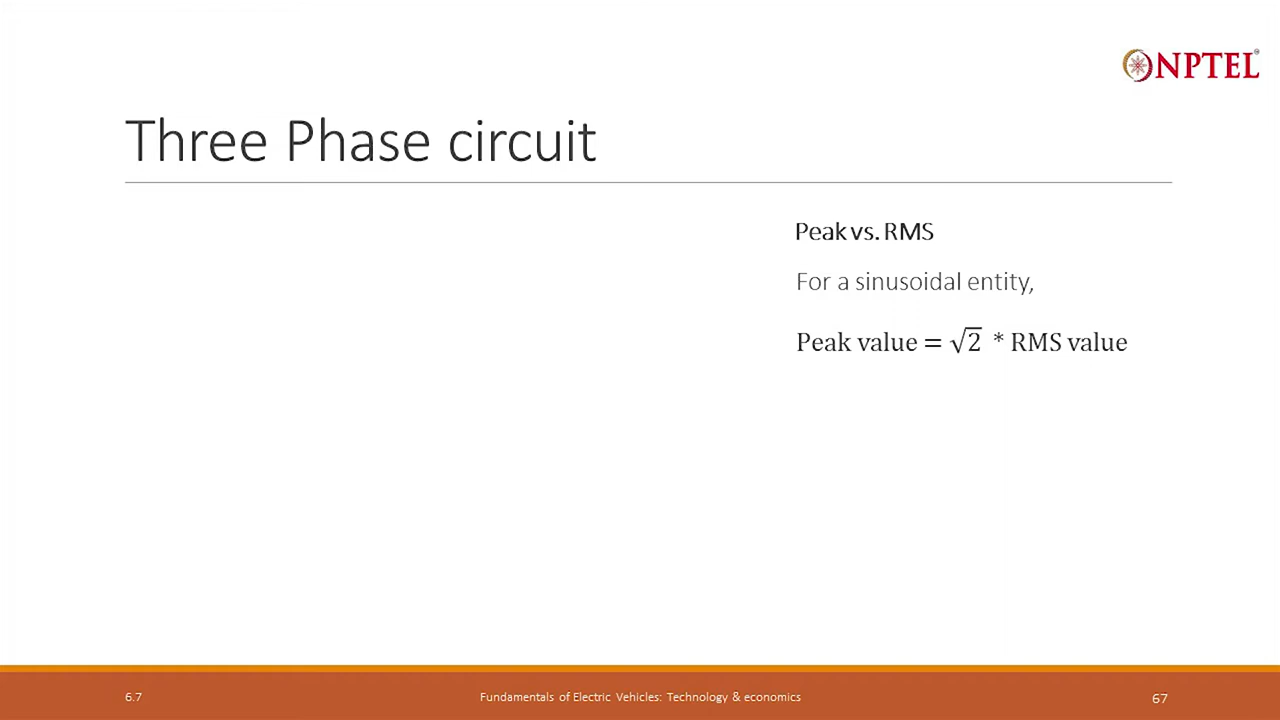 NPTEL
Three Phase circuit
Peak vs. RMS
For a sinusoidal entity,
Peak value = √2 * RMS value
6.7
Fundamentals of Electric Vehicles: Technology & economics
67